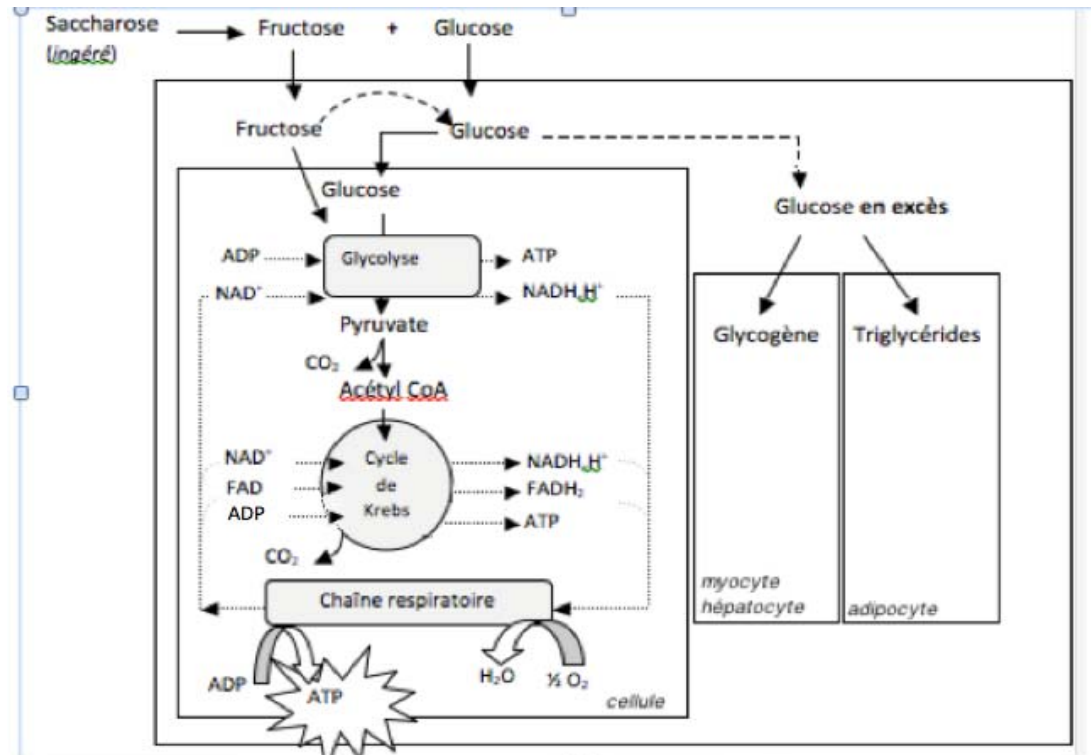 Saccharose
(ingéré)
Fructose + Glucose
Fructose
Glucose
Glucose
Glucose en excès
ADP
Glycolyse
ATP
NAD⁺
NADH,H⁺
Pyruvate
CO₂
Acétyl CoA
Glycogène
Triglycérides
NAD⁺
FAD
ADP
Cycle
de
Krebs
NADH,H⁺
FADH₂
ATP
CO₂
Chaîne respiratoire
ADP
ATP
H₂O
½ O₂
cellule
myocyte
hépatocyte
adipocyte